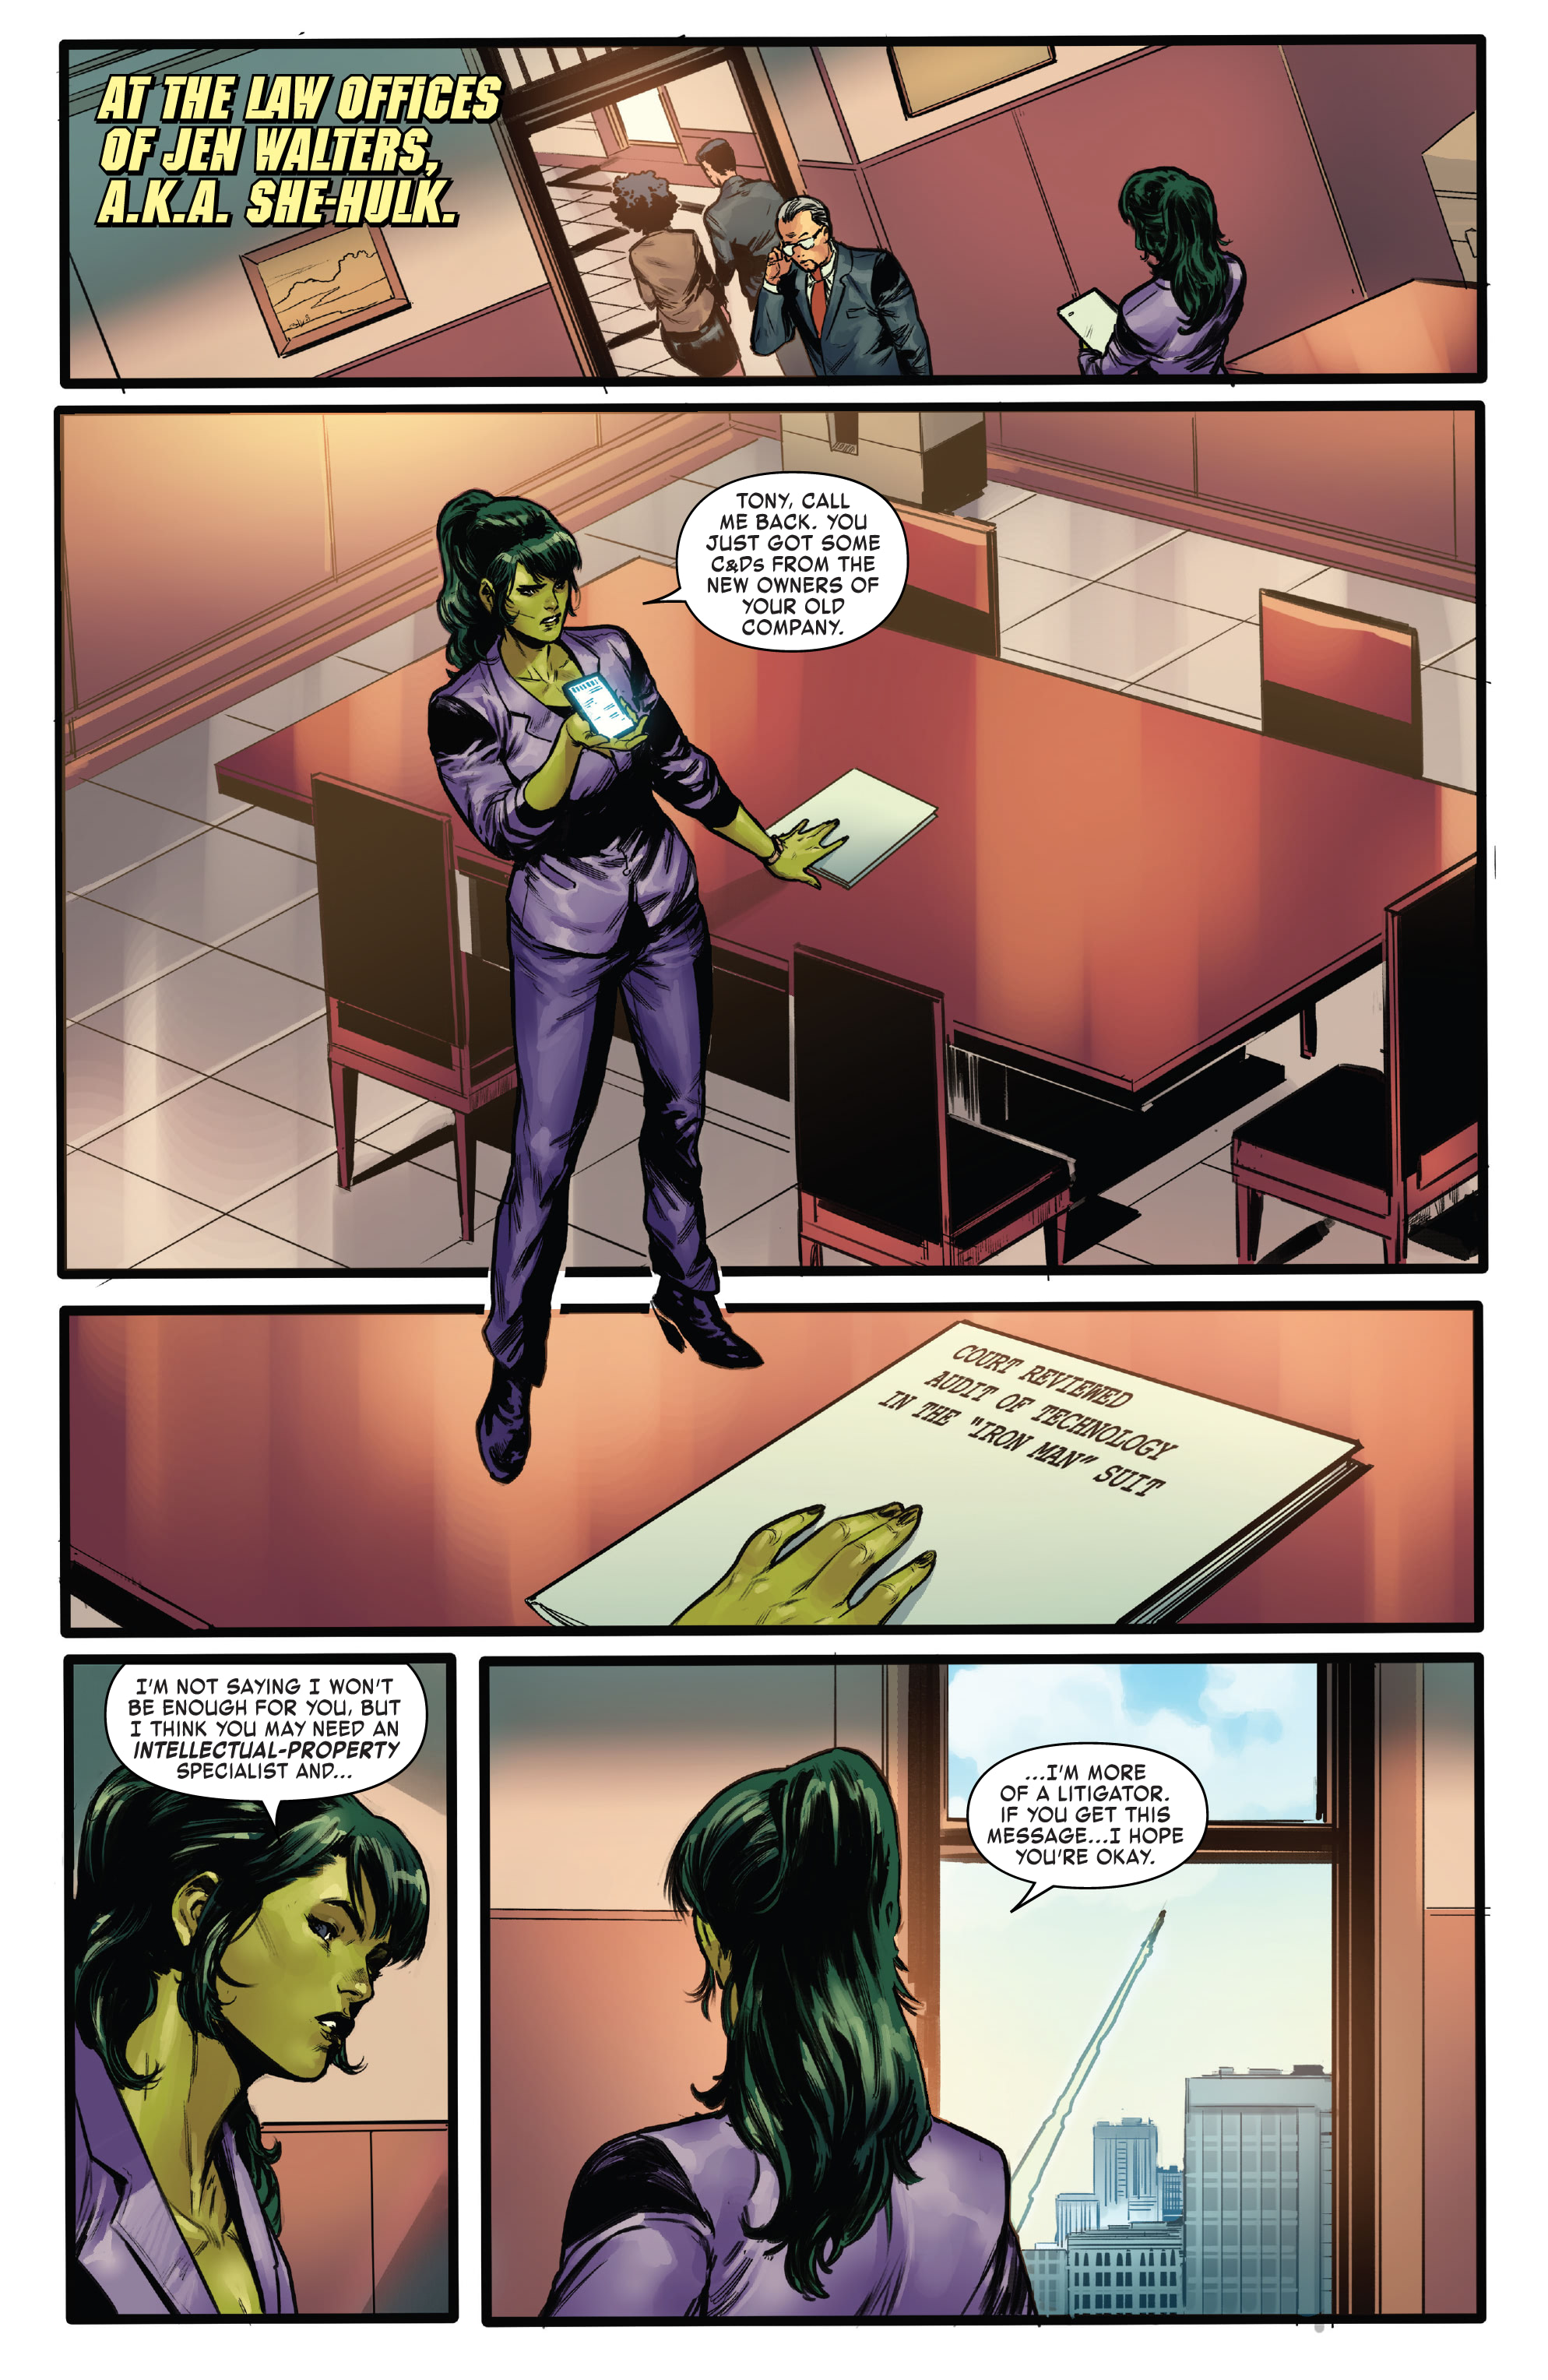 AT THE LAW OFFICES
OF JEN WALTERS,
A.K.A. SHE-HULK.
TONY, CALL
ME BACK. YOU
JUST GOT SOME
C&Ds FROM THE
NEW OWNERS OF
YOUR OLD
COMPANY.
COURT REVIEWED
AUDIT OF TECHNOLOGY
IN THE "IRON MAN" SUIT
I'M NOT SAYING I WON'T
BE ENOUGH FOR YOU, BUT
I THINK YOU MAY NEED AN
INTELLECTUAL-PROPERTY
SPECIALIST AND...
...I'M MORE
OF A LITIGATOR.
IF YOU GET THIS
MESSAGE...I HOPE
YOU'RE OKAY.